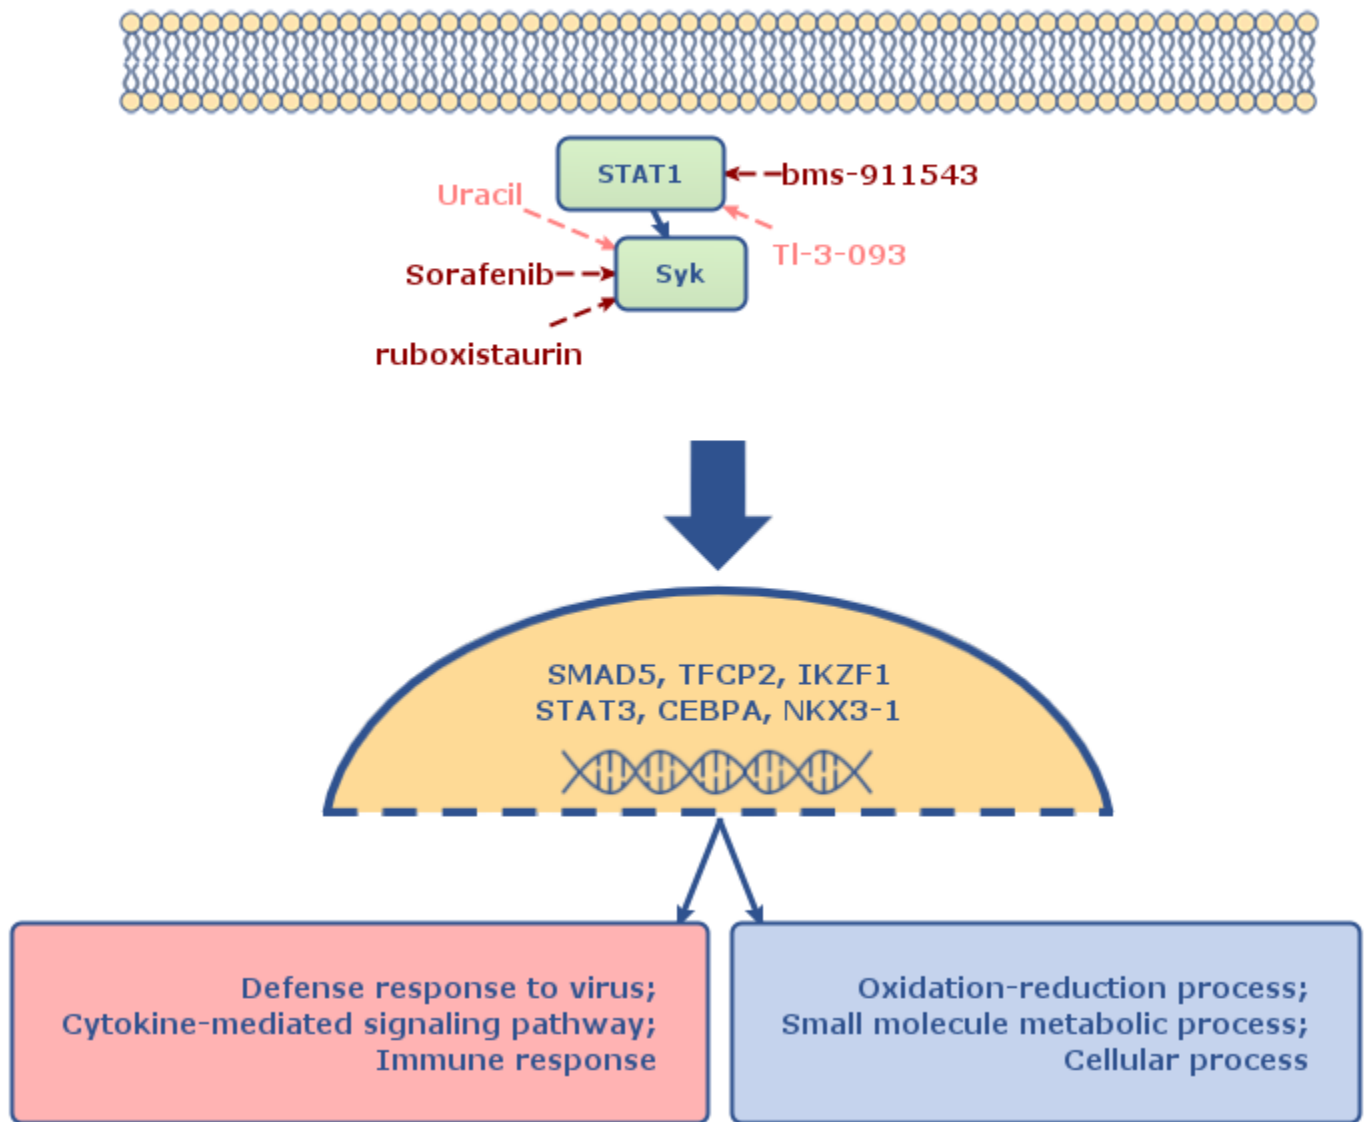 STAT1
bms-911543
Uracil
Tl-3-093
Sorafenib
Syk
ruboxistaurin
SMAD5, TFCP2, IKZF1
STAT3, CEBPA, NKX3-1
Defense response to virus;
Cytokine-mediated signaling pathway;
Immune response
Oxidation-reduction process;
Small molecule metabolic process;
Cellular process